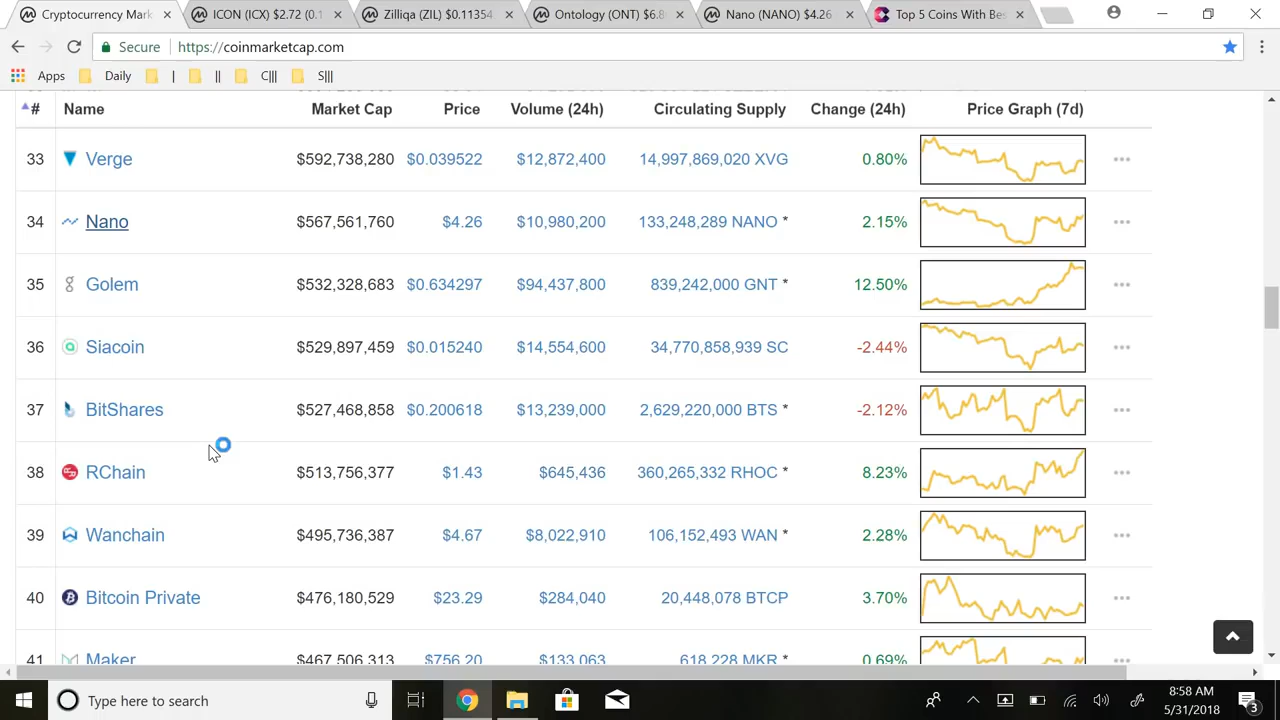 Cryptocurrency Mark
ICON (ICX) $2.72 (0.1
Zilliqa (ZIL) $0.11354
Ontology (ONT) $6.8
Nano (NANO) $4.26
Top 5 Coins With Bes
Secure https://coinmarketcap.com
Apps Daily | || C||| S|||
# Name Market Cap Price Volume (24h) Circulating Supply Change (24h) Price Graph (7d)
33 Verge $592,738,280 $0.039522 $12,872,400 14,997,869,020 XVG 0.80%
34 Nano $567,561,760 $4.26 $10,980,200 133,248,289 NANO * 2.15%
35 Golem $532,328,683 $0.634297 $94,437,800 839,242,000 GNT * 12.50%
36 Siacoin $529,897,459 $0.015240 $14,554,600 34,770,858,939 SC -2.44%
37 BitShares $527,468,858 $0.200618 $13,239,000 2,629,220,000 BTS * -2.12%
38 RChain $513,756,377 $1.43 $645,436 360,265,332 RHOC * 8.23%
39 Wanchain $495,736,387 $4.67 $8,022,910 106,152,493 WAN * 2.28%
40 Bitcoin Private $476,180,529 $23.29 $284,040 20,448,078 BTCP 3.70%
41 Maker $467,506,313 $756.20 $133,063 618,228 MKR * 0.69%
Type here to search
8:58 AM
5/31/2018
3